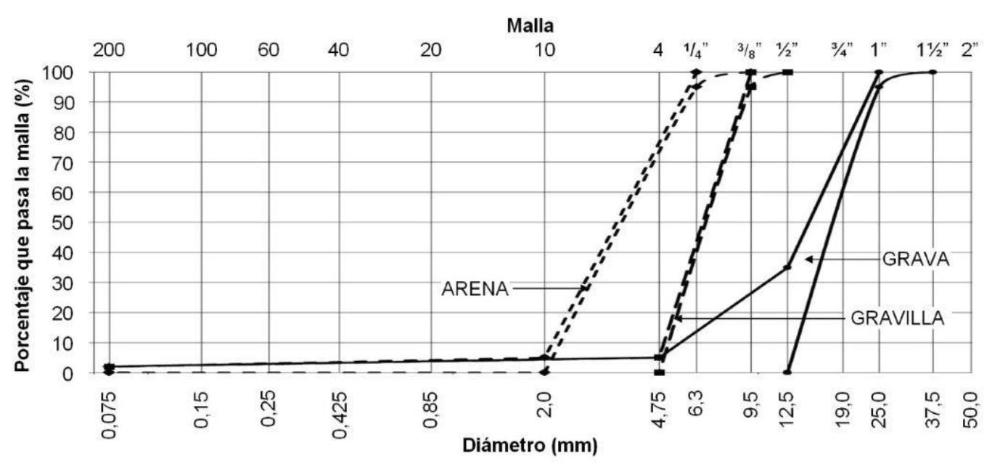 Malla
200 100 60 40 20 10 4 ¼” ⅜” ½” ¾” 1” 1½” 2”
Porcentaje que pasa la malla (%)
100
90
80
70
60
50
40
30
20
10
0
GRAVA
ARENA
GRAVILLA
0,075 0,15 0,25 0,425 0,85 2,0 4,75 6,3 9,5 12,5 19,0 25,0 37,5 50,0
Diámetro (mm)